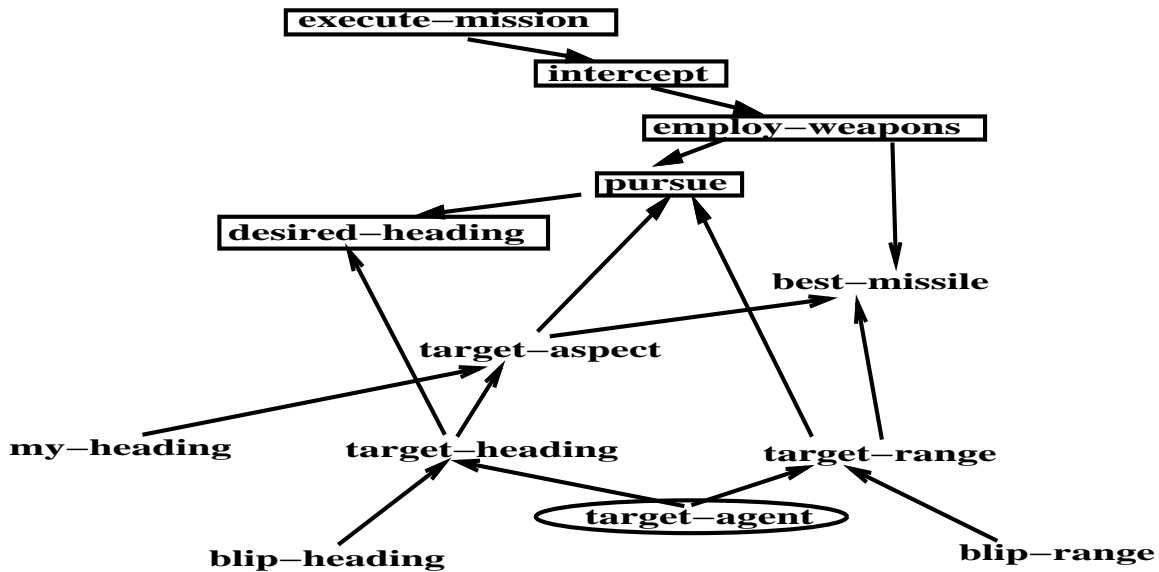 execute−mission
intercept
employ−weapons
pursue
desired−heading
best−missile
target−aspect
my−heading
target−heading
target−range
target−agent
blip−heading
blip−range